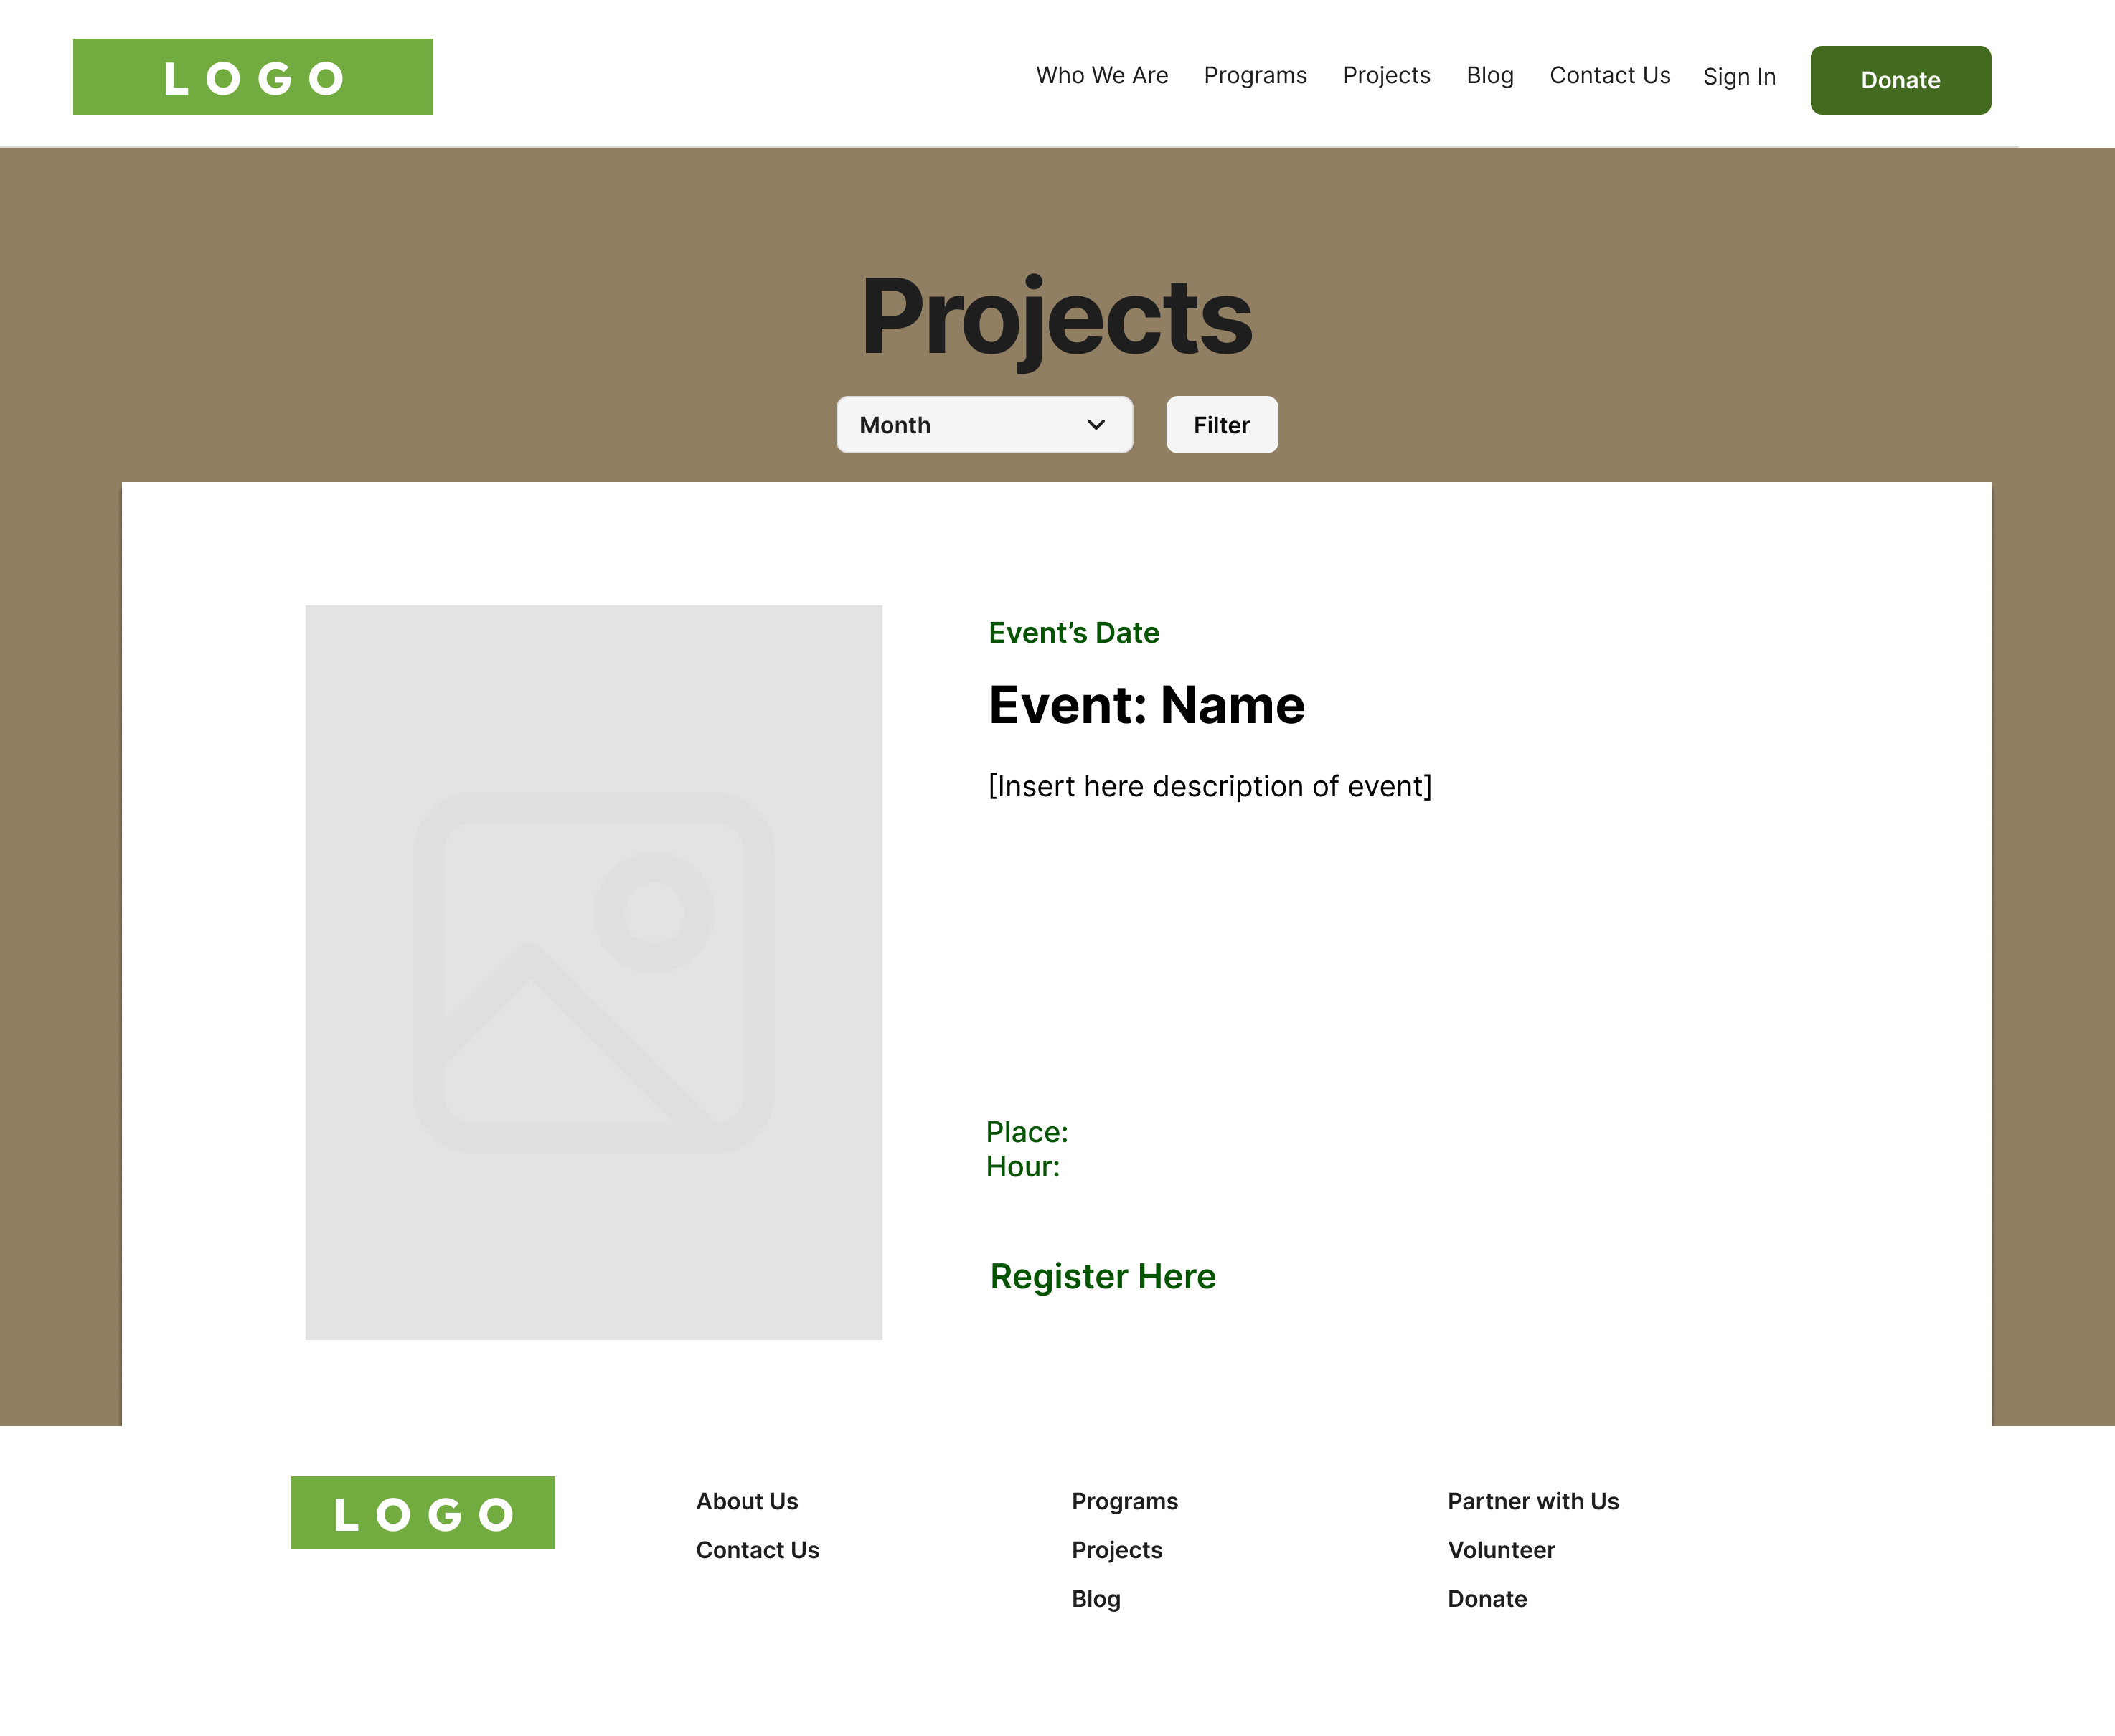 LOGO
Who We Are Programs Projects Blog Contact Us Sign In Donate
Projects
Month Filter
Event’s Date
Event: Name
[Insert here description of event]
Place:
Hour:
Register Here
LOGO
About Us Programs Partner with Us
Contact Us Projects Volunteer
Blog Donate